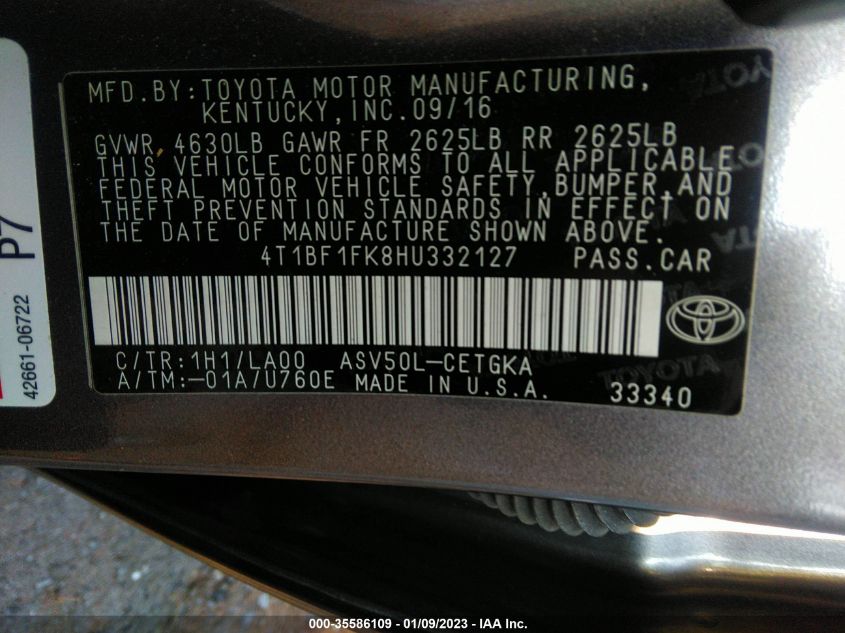 MFD.BY:TOYOTA MOTOR MANUFACTURING,
KENTUCKY,INC.09/16
GVWR 4630LB GAWR FR 2625LB RR 2625LB
THIS VEHICLE CONFORMS TO ALL APPLICABLE
FEDERAL MOTOR VEHICLE SAFETY,BUMPER,AND
THEFT PREVENTION STANDARDS IN EFFECT ON
THE DATE OF MANUFACTURE SHOWN ABOVE.
4T1BF1FK8HU332127 PASS.CAR
C/TR:1H1/LA00 ASV50L-CETGKA
A/TM:-01A/U760E MADE IN U.S.A. 33340
P7
42661-06722
TOYOTA
TOYOTA
000-35586109 - 01/09/2023 - IAA Inc.